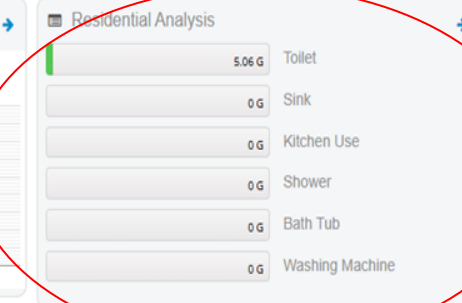 Residential Analysis
5.06 G Toilet
0 G Sink
0 G Kitchen Use
0 G Shower
0 G Bath Tub
0 G Washing Machine